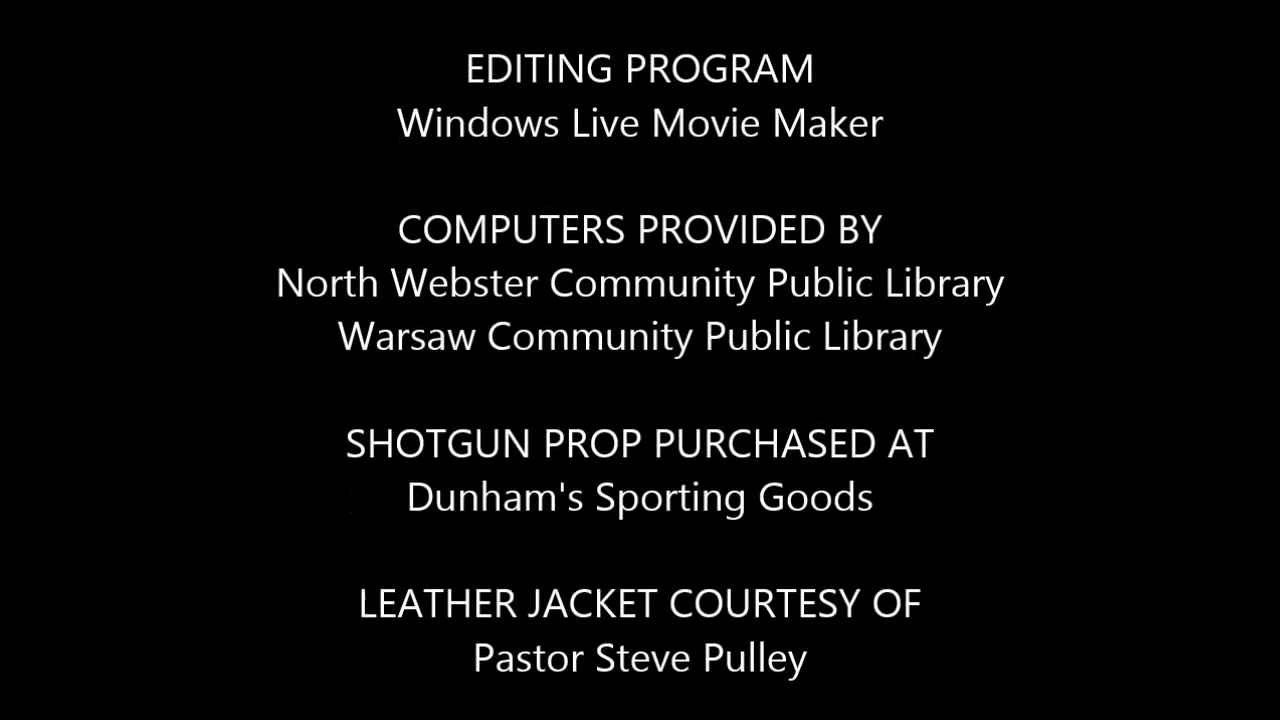 EDITING PROGRAM
Windows Live Movie Maker
COMPUTERS PROVIDED BY
North Webster Community Public Library
Warsaw Community Public Library
SHOTGUN PROP PURCHASED AT
Dunham's Sporting Goods
LEATHER JACKET COURTESY OF
Pastor Steve Pulley